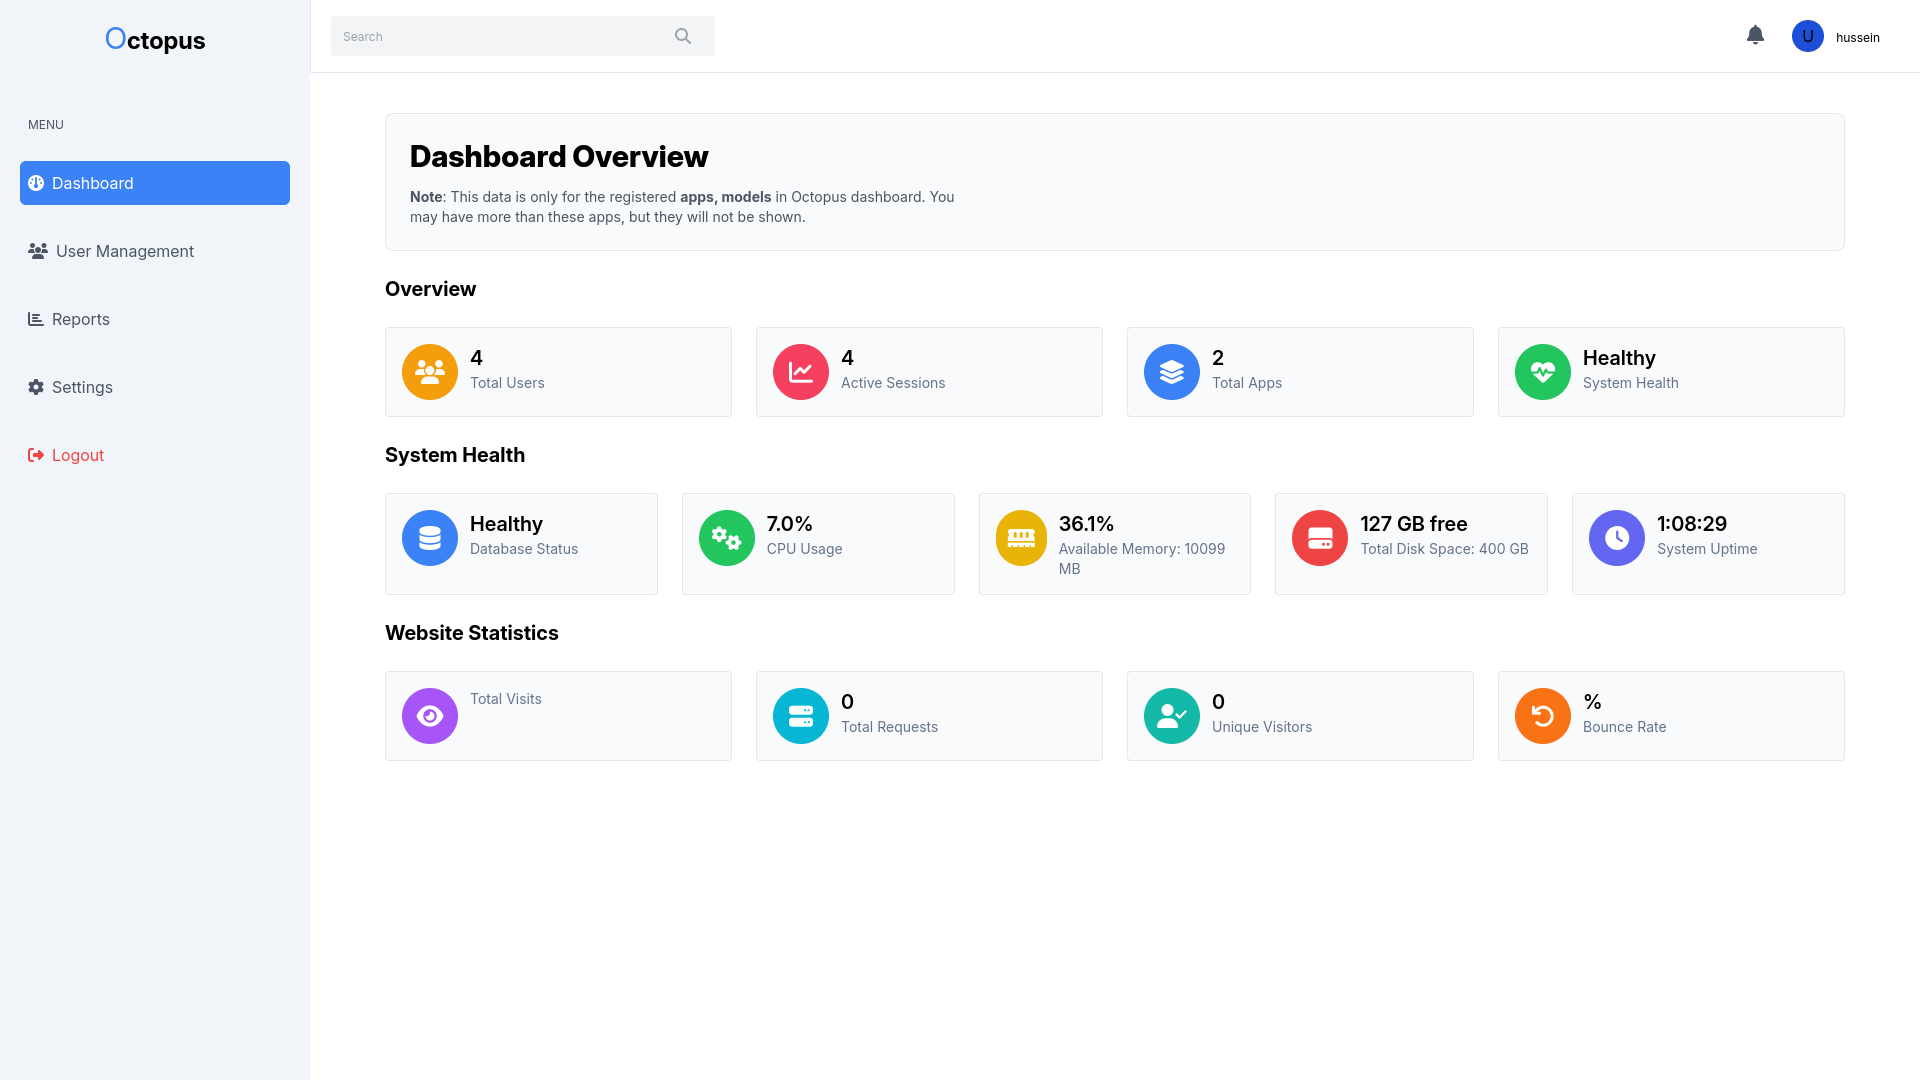 Octopus
Search
U
hussein
MENU
Dashboard
User Management
Reports
Settings
Logout
Dashboard Overview
Note: This data is only for the registered apps, models in Octopus dashboard. You
may have more than these apps, but they will not be shown.
Overview
4
Total Users
4
Active Sessions
2
Total Apps
Healthy
System Health
System Health
Healthy
Database Status
7.0%
CPU Usage
36.1%
Available Memory: 10099
MB
127 GB free
Total Disk Space: 400 GB
1:08:29
System Uptime
Website Statistics
Total Visits
0
Total Requests
0
Unique Visitors
%
Bounce Rate